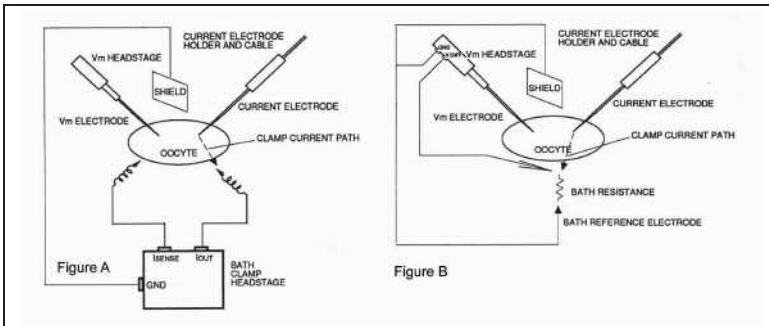 CURRENT ELECTRODE
HOLDER AND CABLE
Vm HEADSTAGE
SHIELD
CURRENT ELECTRODE
Vm ELECTRODE
CLAMP CURRENT PATH
OOCYTE
ISENSE IOUT
BATH
CLAMP
HEADSTAGE
GND
Figure A
CURRENT ELECTRODE
HOLDER AND CABLE
GND
Vm HEADSTAGE
SHIELD
CURRENT ELECTRODE
Vm ELECTRODE
CLAMP CURRENT PATH
OOCYTE
BATH RESISTANCE
BATH REFERENCE ELECTRODE
Figure B